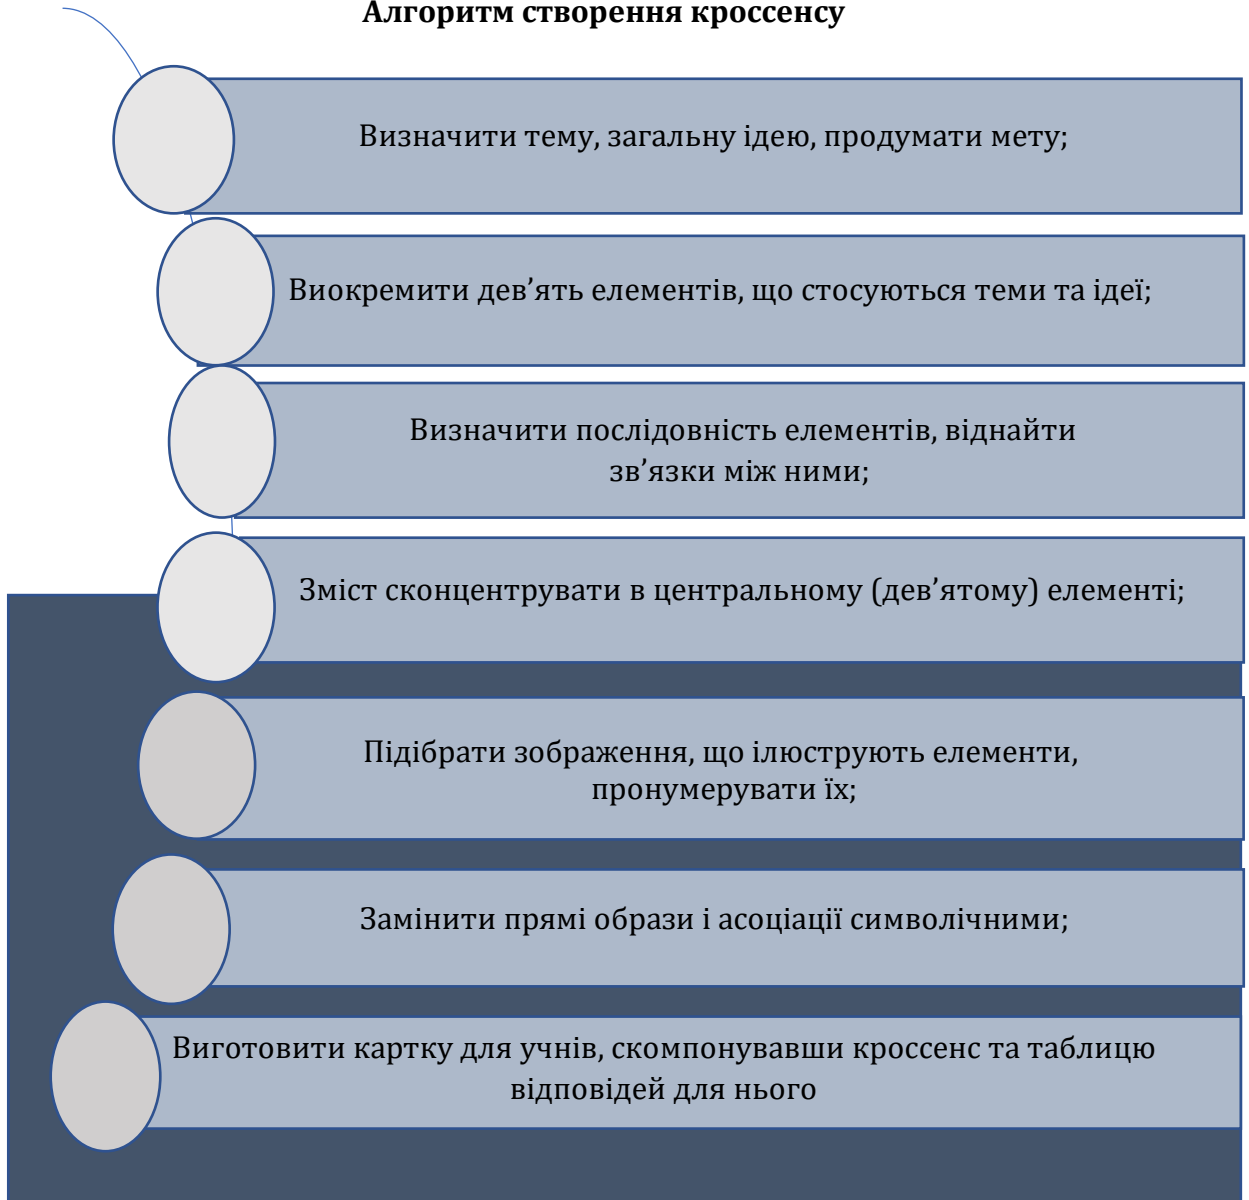 Алгоритм створення кроссенсу
Визначити тему, загальну ідею, продумати мету;
Виокремити дев’ять елементів, що стосуються теми та ідеї;
Визначити послідовність елементів, віднайти
зв’язки між ними;
Зміст сконцентрувати в центральному (дев’ятому) елементі;
Підібрати зображення, що ілюструють елементи,
пронумерувати їх;
Замінити прямі образи і асоціації символічними;
Виготовити картку для учнів, скомпонувавши кроссенс та таблицю
відповідей для нього